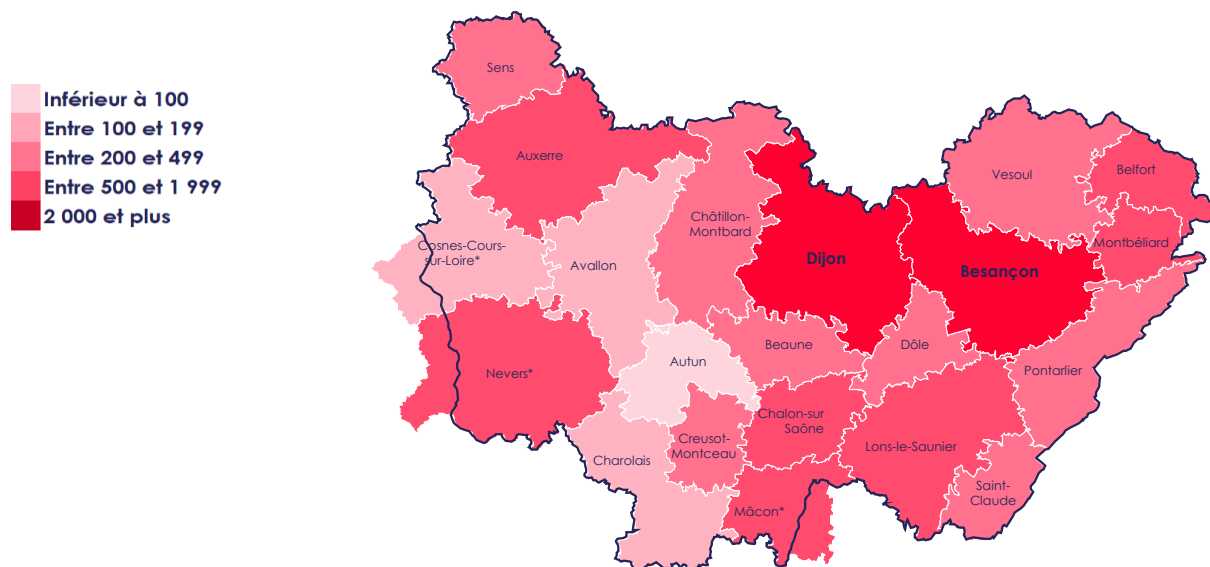 Inférieur à 100
Entre 100 et 199
Entre 200 et 499
Entre 500 et 1 999
2 000 et plus
Sens
Auxerre
Vesoul
Belfort
Châtillon-
Montbard
Montbéliard
Cosnes-Cours-
sur-Loire*
Avallon
Dijon
Besançon
Beaune
Dôle
Autun
Nevers*
Pontarlier
Chalon-sur
Saône
Creusot-
Montceau
Lons-le-Saunier
Charolais
Saint-
Claude
Mâcon*